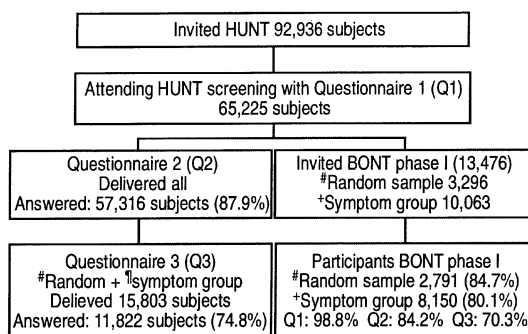 Invited HUNT 92,936 subjects
Attending HUNT screening with Questionnaire 1 (Q1)
65,225 subjects
Questionnaire 2 (Q2)
Delivered all
Answered: 57,316 subjects (87.9%)
Invited BONT phase I (13,476)
#Random sample 3,296
+Symptom group 10,063
Questionnaire 3 (Q3)
#Random + ¶symptom group
Delieved 15,803 subjects
Answered: 11,822 subjects (74.8%)
Participants BONT phase I
#Random sample 2,791 (84.7%)
+Symptom group 8,150 (80.1%)
Q1: 98.8% Q2: 84.2% Q3: 70.3%